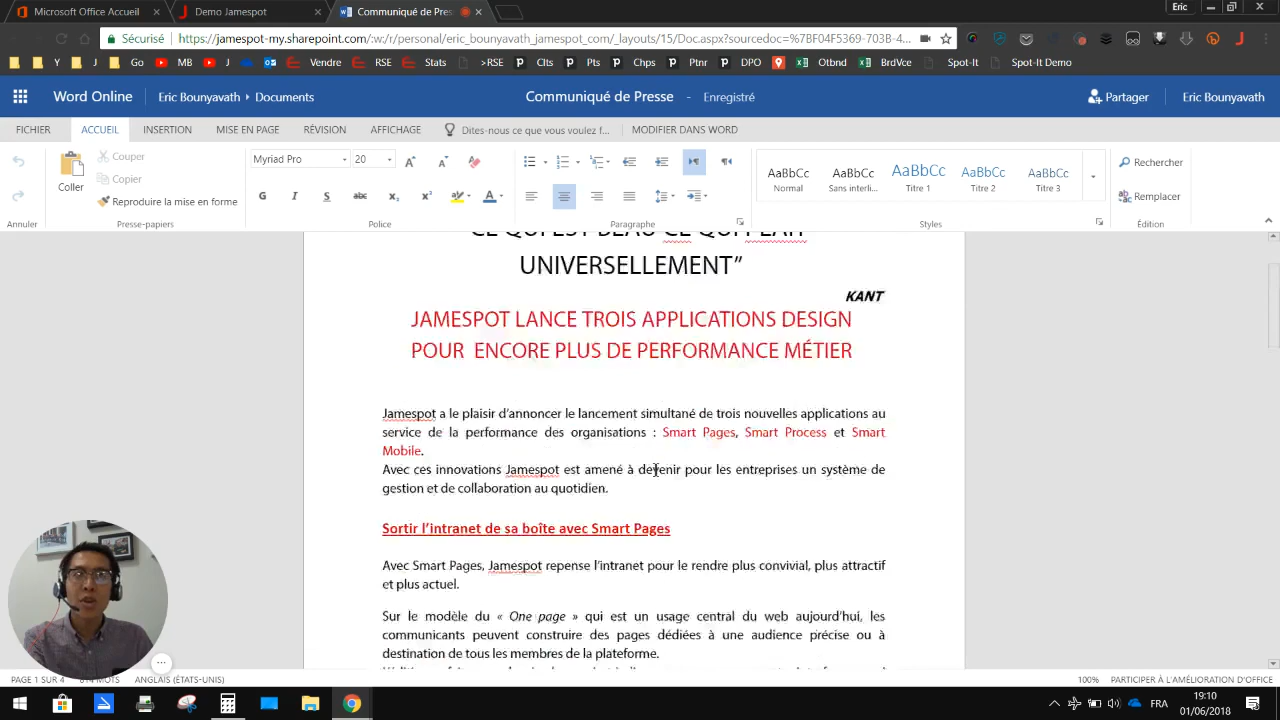 Microsoft Office Accueil
Demo Jamespot
Communiqué de Presse
Eric
Sécurisé
https://jamespot-my.sharepoint.com/:w:/r/personal/eric_bounyavath_jamespot_com/_layouts/15/Doc.aspx?sourcedoc=%7BF04F5369-703B-4...
Go
MB
J
Vendre
RSE
Stats
>RSE
Clts
Pts
Chps
Ptnr
DPO
Otbnd
BrdVce
Spot-It
Spot-It Demo
Word Online
Eric Bounyavath
Documents
Communiqué de Presse - Enregistré
Partager
Eric Bounyavath
FICHIER
ACCUEIL
INSERTION
MISE EN PAGE
RÉVISION
AFFICHAGE
Dites-nous ce que vous voulez f...
MODIFIER DANS WORD
Coller
Couper
Copier
Reproduire la mise en forme
Myriad Pro
20
G
I
S
abc
AaBbCc
Normal
AaBbCc
Sans interli...
AaBbCc
Titre 1
AaBbCc
Titre 2
AaBbCc
Titre 3
Rechercher
Remplacer
Annuler
Presse-papiers
Police
Paragraphe
Styles
Édition
CE QUI EST BEAU CE QUI PLAIT
UNIVERSELLEMENT”
KANT
JAMESPOT LANCE TROIS APPLICATIONS DESIGN
POUR ENCORE PLUS DE PERFORMANCE MÉTIER
Jamespot a le plaisir d’annoncer le lancement simultané de trois nouvelles applications au
service de la performance des organisations : Smart Pages, Smart Process et Smart
Mobile.
Avec ces innovations Jamespot est amené à devenir pour les entreprises un système de
gestion et de collaboration au quotidien.
Sortir l’intranet de sa boîte avec Smart Pages
Avec Smart Pages, Jamespot repense l’intranet pour le rendre plus convivial, plus attractif
et plus actuel.
Sur le modèle du « One page » qui est un usage central du web aujourd’hui, les
communicants peuvent construire des pages dédiées à une audience précise ou à
destination de tous les membres de la plateforme.
PAGE 1 SUR 4
MOTS
ANGLAIS (ÉTATS-UNIS)
100%
PARTICIPER À L'AMÉLIORATION D'OFFICE
FRA
19:10
01/06/2018